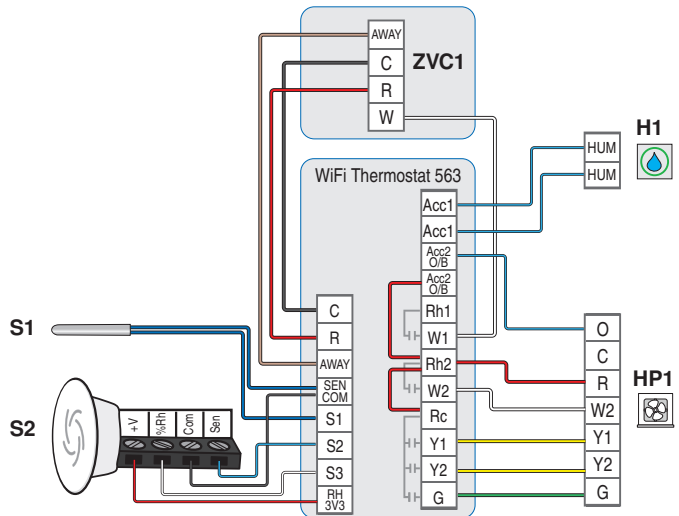 AWAY
C
R
W
ZVC1
H1
HUM
HUM
WiFi Thermostat 563
Acc1
Acc1
Acc2
O/B
Acc2
O/B
Rh1
W1
Rh2
W2
Rc
Y1
Y2
G
C
R
AWAY
SEN
COM
S1
S2
S3
RH
3V3
S1
S2
+V
%Rh
Com
Sen
O
C
R
W2
Y1
Y2
G
HP1